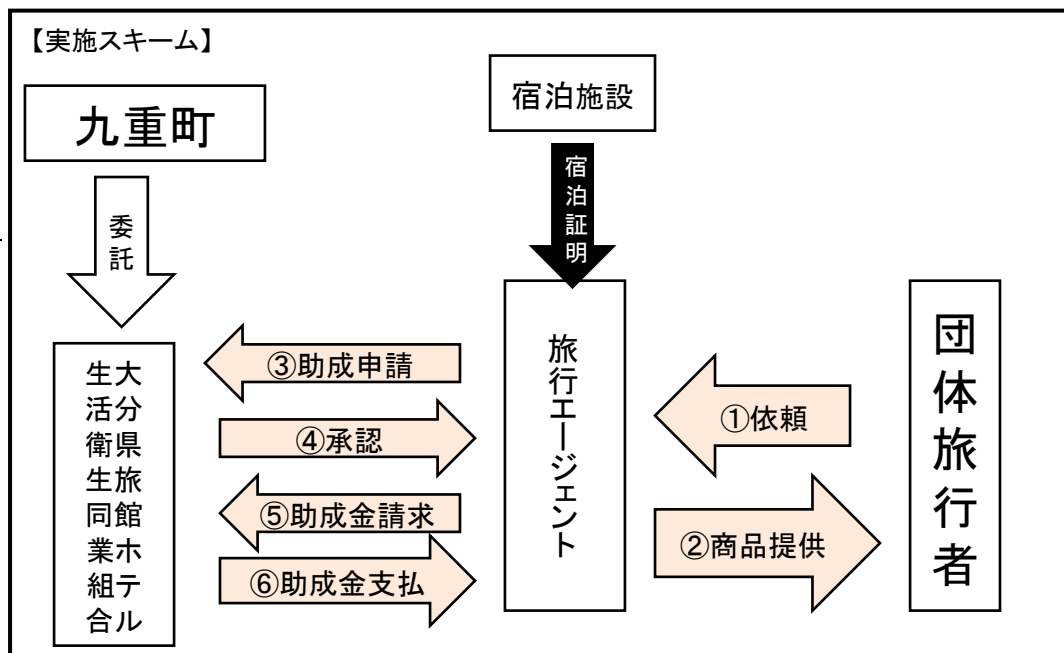 【実施スキーム】
九重町
宿泊施設
委託
宿泊証明
大分県旅館ホテル
生活衛生同業組合
③助成申請
④承認
⑤助成金請求
⑥助成金支払
旅行エージェント
①依頼
②商品提供
団体旅行者